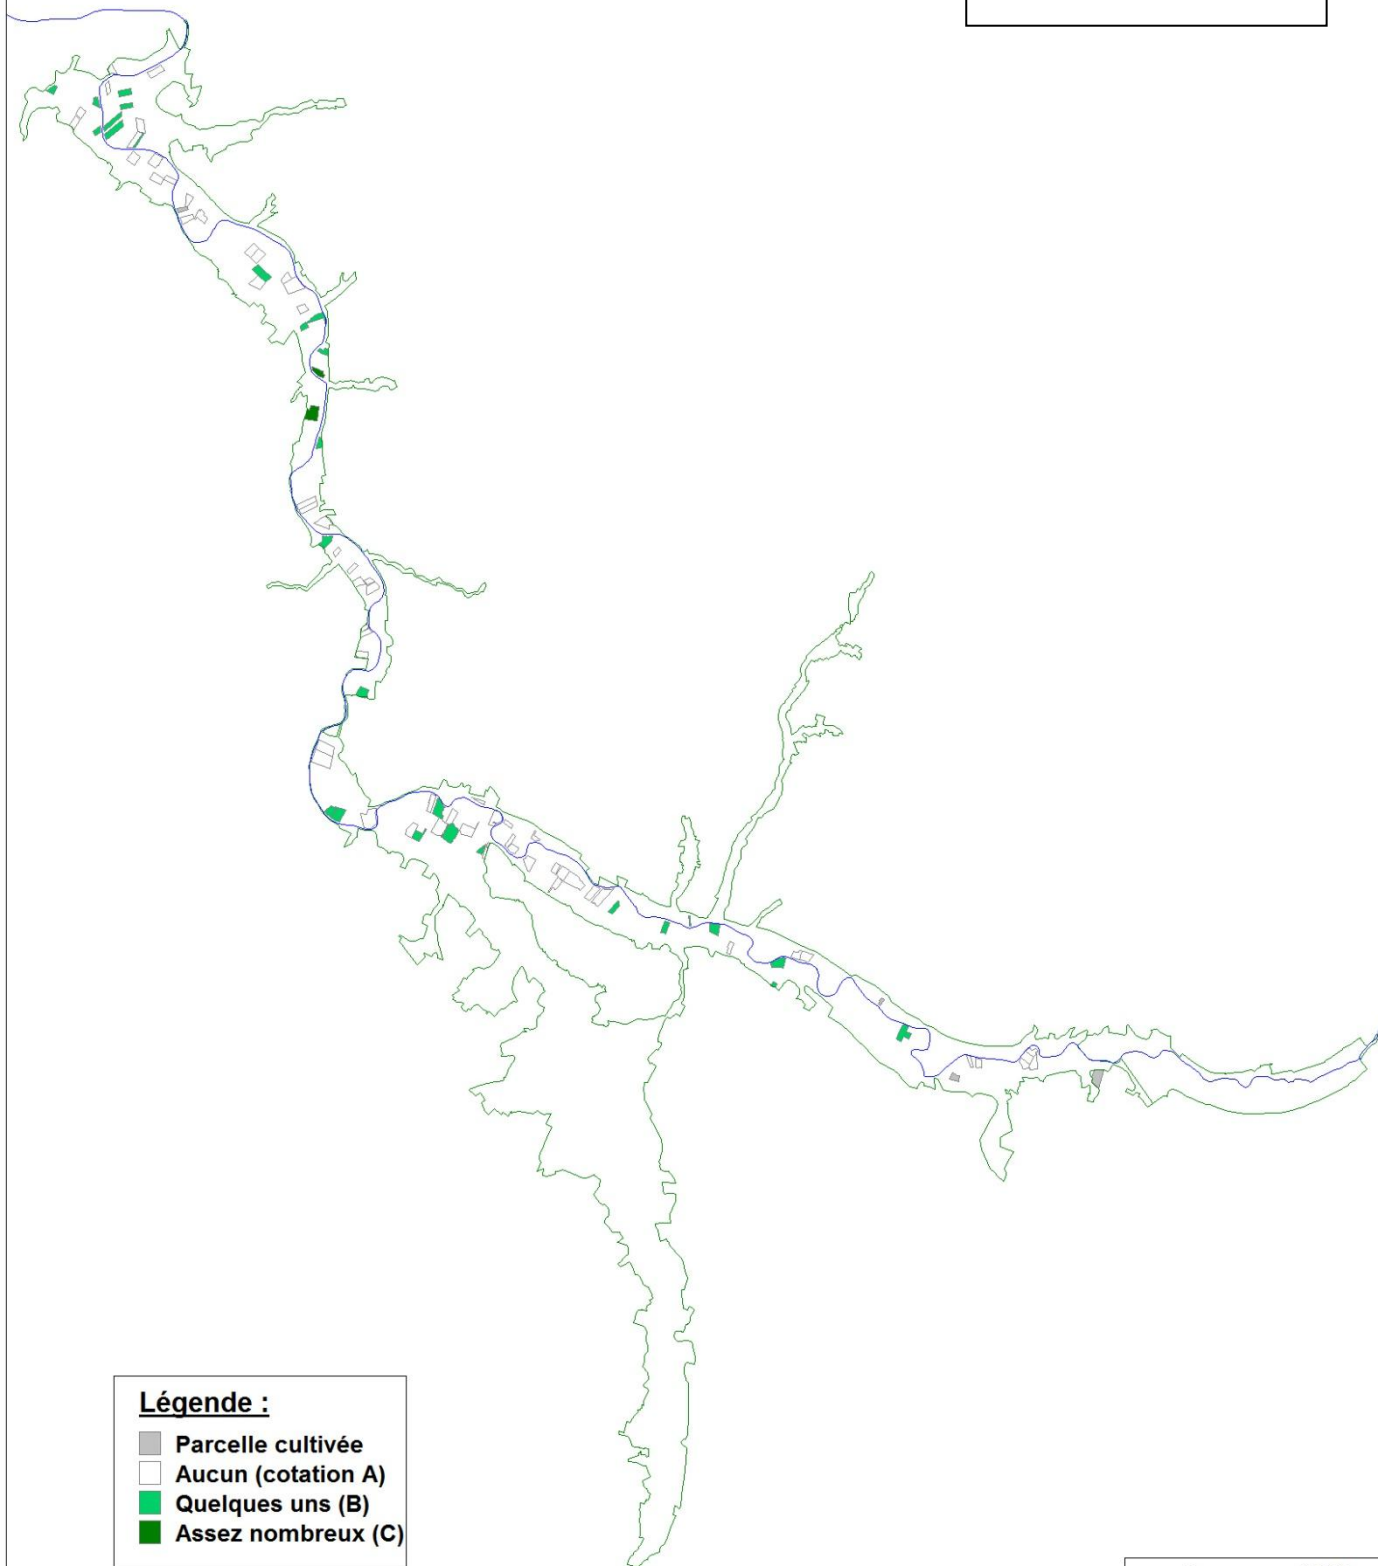 Légende :
Parcelle cultivée
Aucun (cotation A)
Quelques uns (B)
Assez nombreux (C)